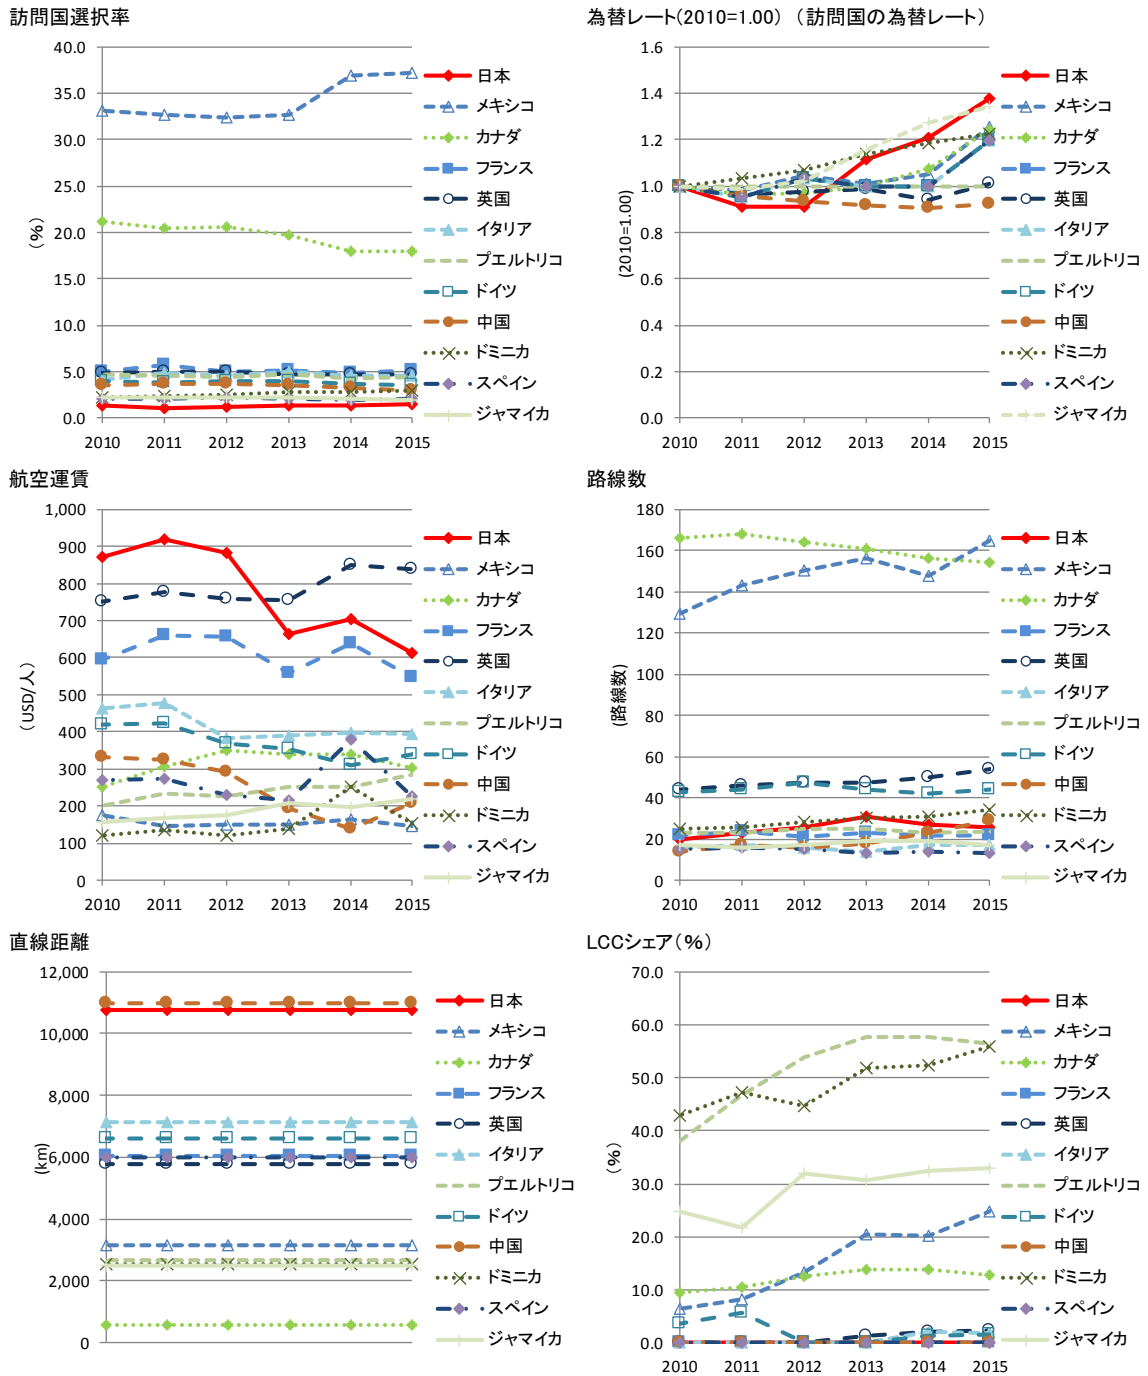 訪問国選択率
40.0
35.0
30.0
25.0
20.0
15.0
10.0
5.0
0.0
(%)
2010 2011 2012 2013 2014 2015
日本
メキシコ
カナダ
フランス
英国
イタリア
プエルトリコ
ドイツ
中国
ドミニカ
スペイン
ジャマイカ
為替レート(2010=1.00) (訪問国の為替レート)
1.6
1.4
1.2
1.0
0.8
0.6
0.4
0.2
0.0
(2010=1.00)
2010 2011 2012 2013 2014 2015
日本
メキシコ
カナダ
フランス
英国
イタリア
プエルトリコ
ドイツ
中国
ドミニカ
スペイン
ジャマイカ
航空運賃
1,000
900
800
700
600
500
400
300
200
100
0
(USD/人)
2010 2011 2012 2013 2014 2015
日本
メキシコ
カナダ
フランス
英国
イタリア
プエルトリコ
ドイツ
中国
ドミニカ
スペイン
ジャマイカ
路線数
180
160
140
120
100
80
60
40
20
0
(路線数)
2010 2011 2012 2013 2014 2015
日本
メキシコ
カナダ
フランス
英国
イタリア
プエルトリコ
ドイツ
中国
ドミニカ
スペイン
ジャマイカ
直線距離
12,000
10,000
8,000
6,000
4,000
2,000
0
(km)
2010 2011 2012 2013 2014 2015
日本
メキシコ
カナダ
フランス
英国
イタリア
プエルトリコ
ドイツ
中国
ドミニカ
スペイン
ジャマイカ
LCCシェア(%)
70.0
60.0
50.0
40.0
30.0
20.0
10.0
0.0
(%)
2010 2011 2012 2013 2014 2015
日本
メキシコ
カナダ
フランス
英国
イタリア
プエルトリコ
ドイツ
中国
ドミニカ
スペイン
ジャマイカ